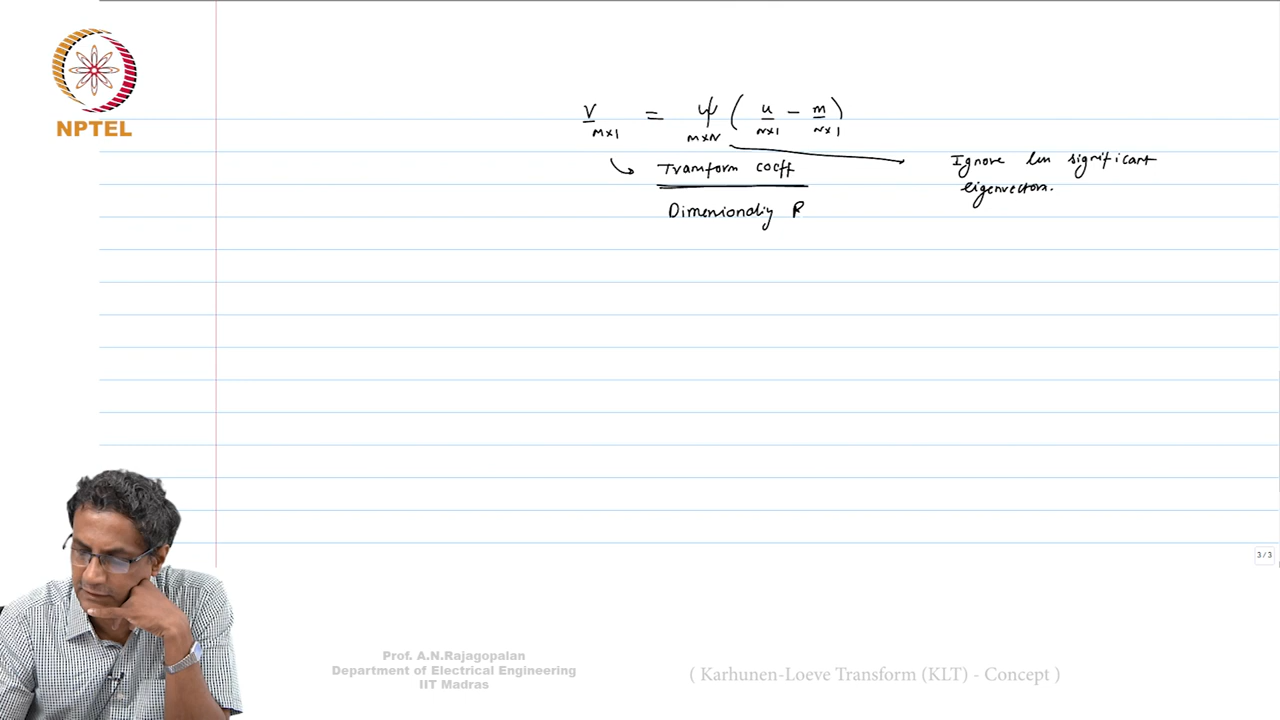 NPTEL
V = ψ ( u - m )
M×1 M×N N×1 N×1
Transform coeff
Ignore less significant
eigenvectors.
Dimensionality R
3 / 3
Prof. A.N.Rajagopalan
Department of Electrical Engineering
IIT Madras
( Karhunen-Loeve Transform (KLT) - Concept )